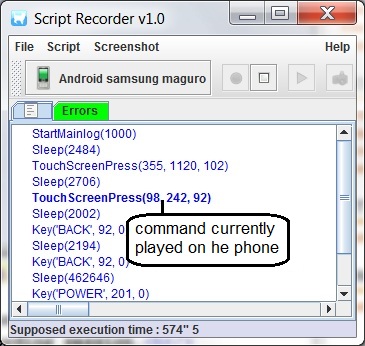 Script Recorder v1.0
File Script Screenshot Help
Android samsung maguro
Errors
StartMainlog(1000)
Sleep(2484)
TouchScreenPress(355, 1120, 102)
Sleep(2706)
TouchScreenPress(98, 242, 92)
Sleep(2002)
Key('BACK', 92, 0
Sleep(2194)
Key('BACK', 92, 0
Sleep(462646)
Key('POWER', 201, 0)
command currently
played on he phone
Supposed execution time : 574" 5